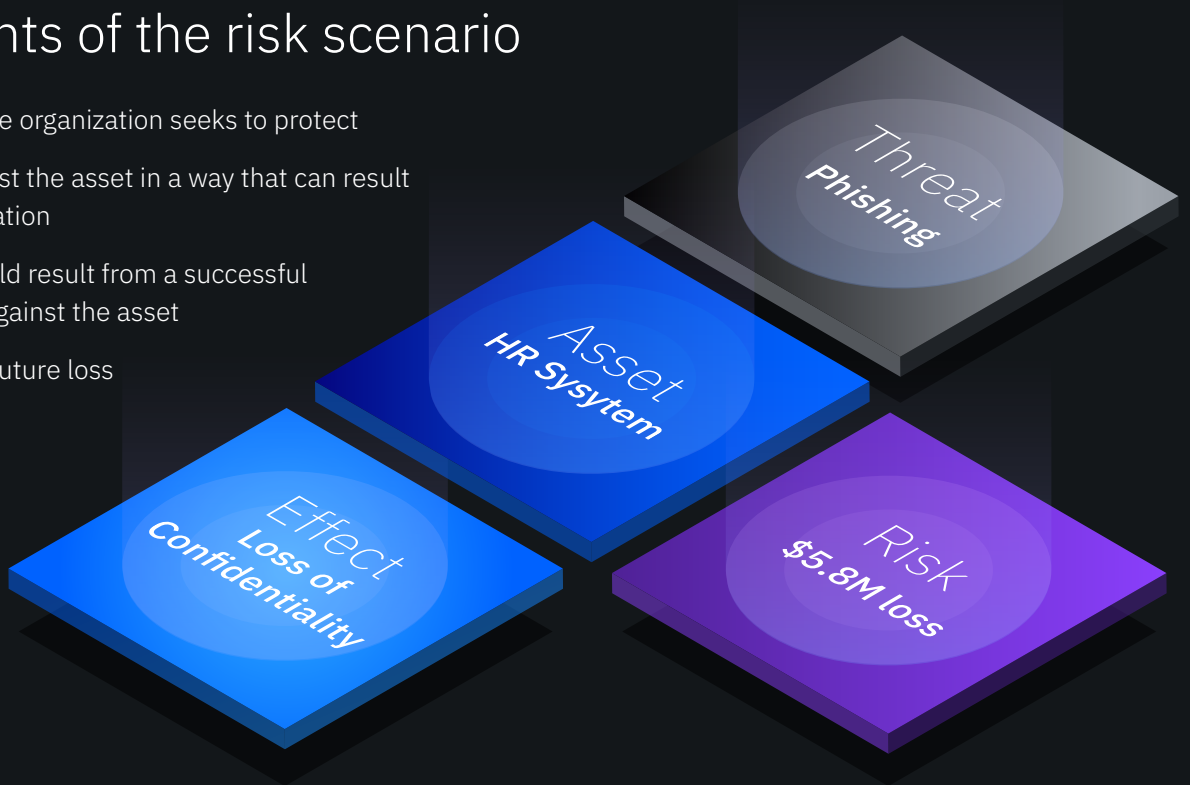 nts of the risk scenario
e organization seeks to protect
st the asset in a way that can result
ation
ld result from a successful
gainst the asset
uture loss
Threat
Phishing
Asset
HR Sysytem
Effect
Loss of
Confidentiality
Risk
$5.8M loss